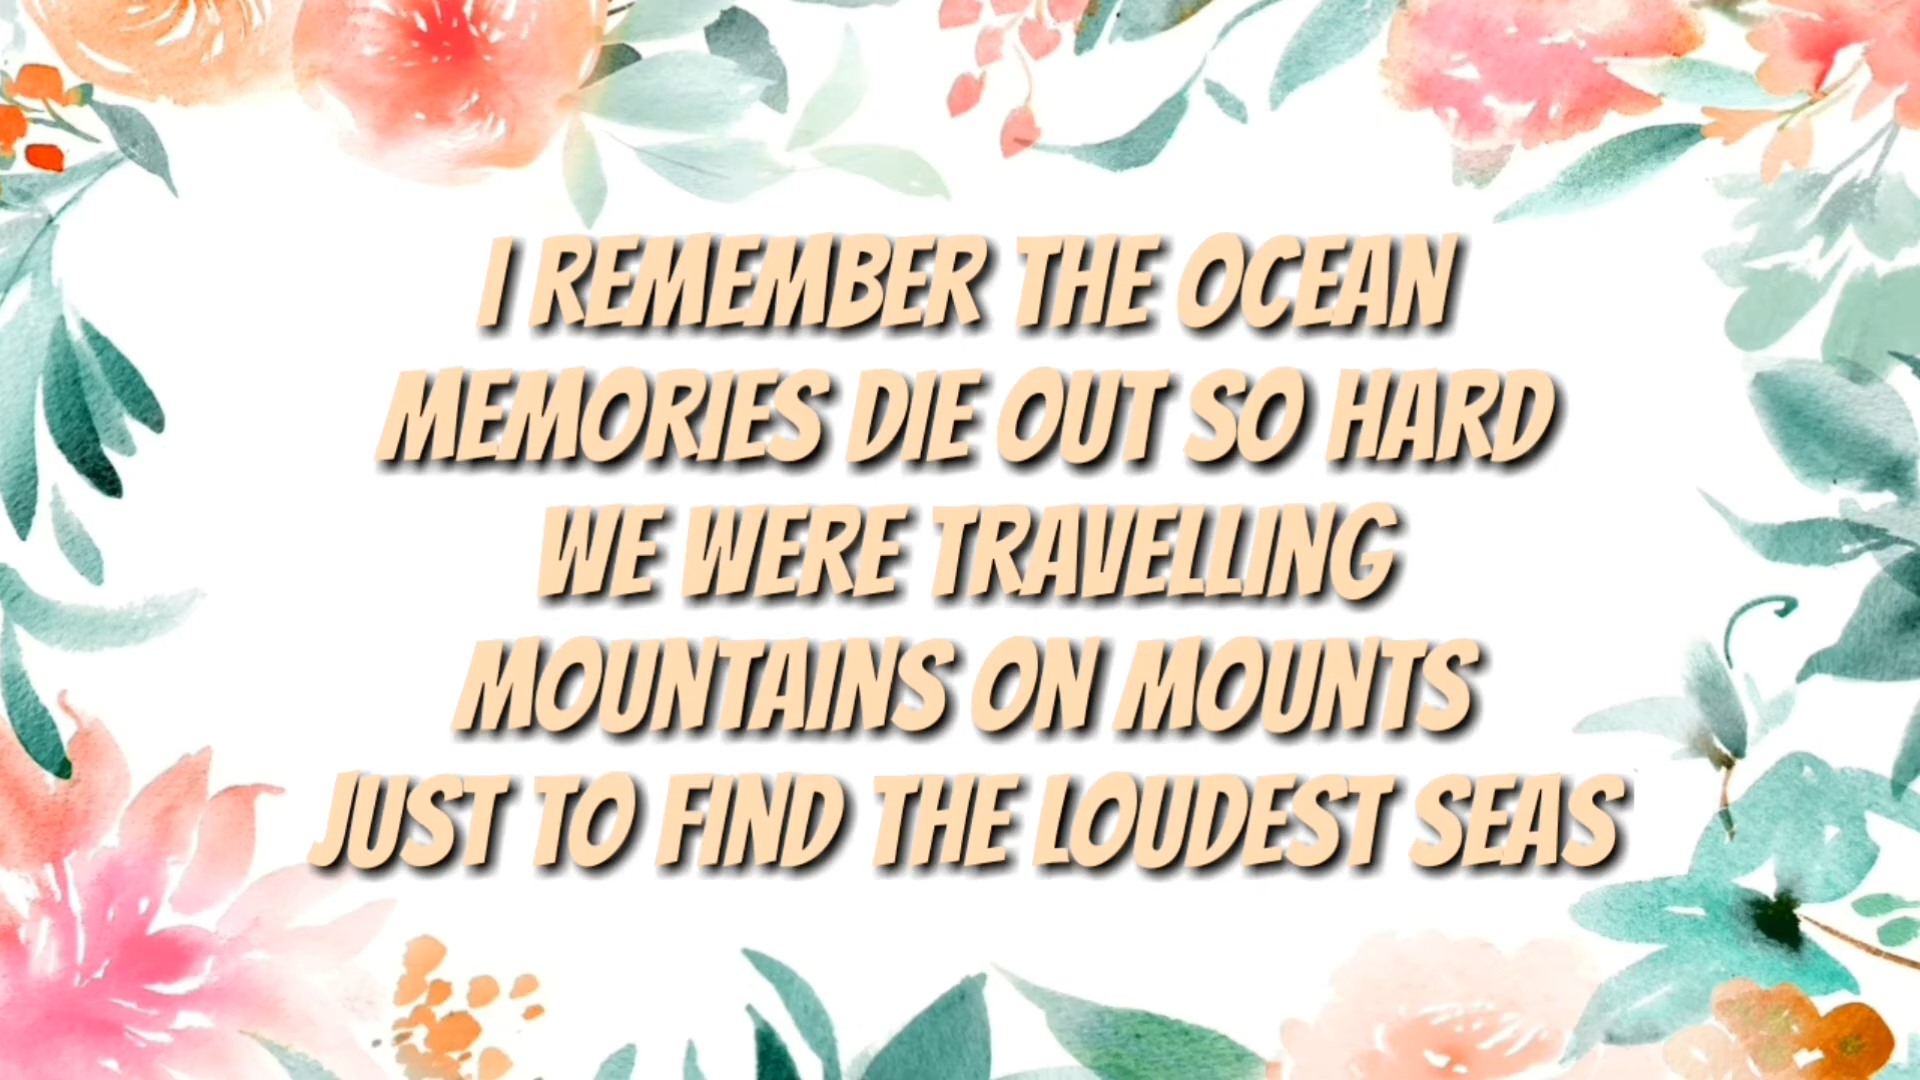 I REMEMBER THE OCEAN
MEMORIES DIE OUT SO HARD
WE WERE TRAVELLING
MOUNTAINS ON MOUNTS
JUST TO FIND THE LOUDEST SEAS